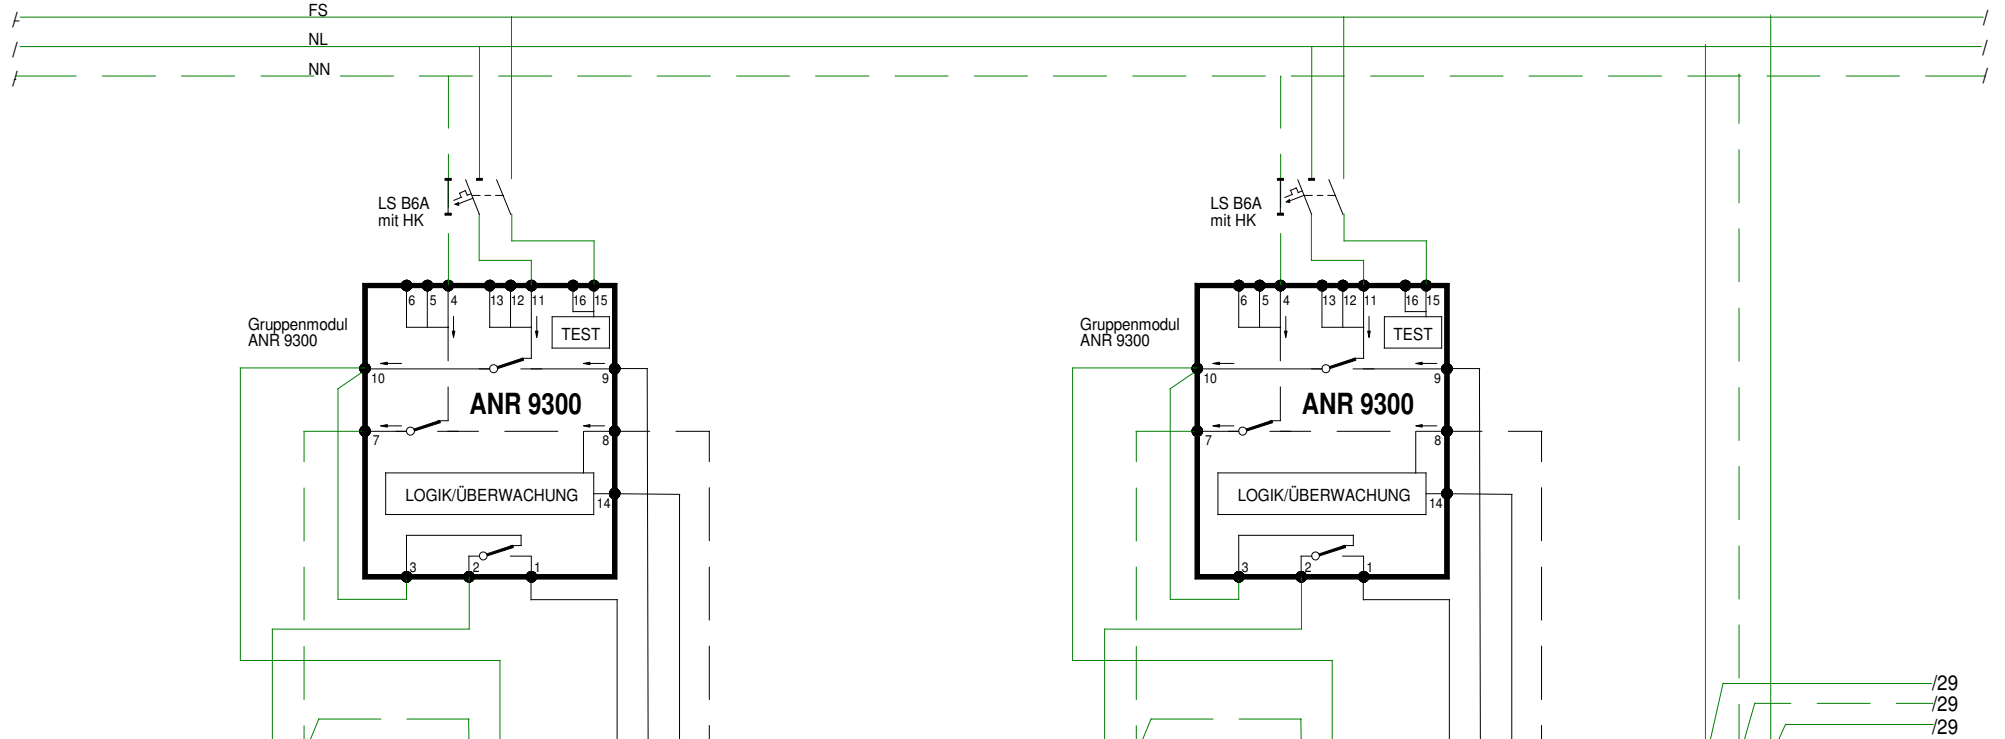 FS
NL
NN
LS B6A
mit HK
LS B6A
mit HK
6 5 4 13 12 11 16 15
6 5 4 13 12 11 16 15
Gruppenmodul
ANR 9300
TEST
Gruppenmodul
ANR 9300
TEST
10 9
10 9
ANR 9300
ANR 9300
7 8
7 8
LOGIK/ÜBERWACHUNG
14
LOGIK/ÜBERWACHUNG
14
3 2 1
3 2 1
/29
/29
/29